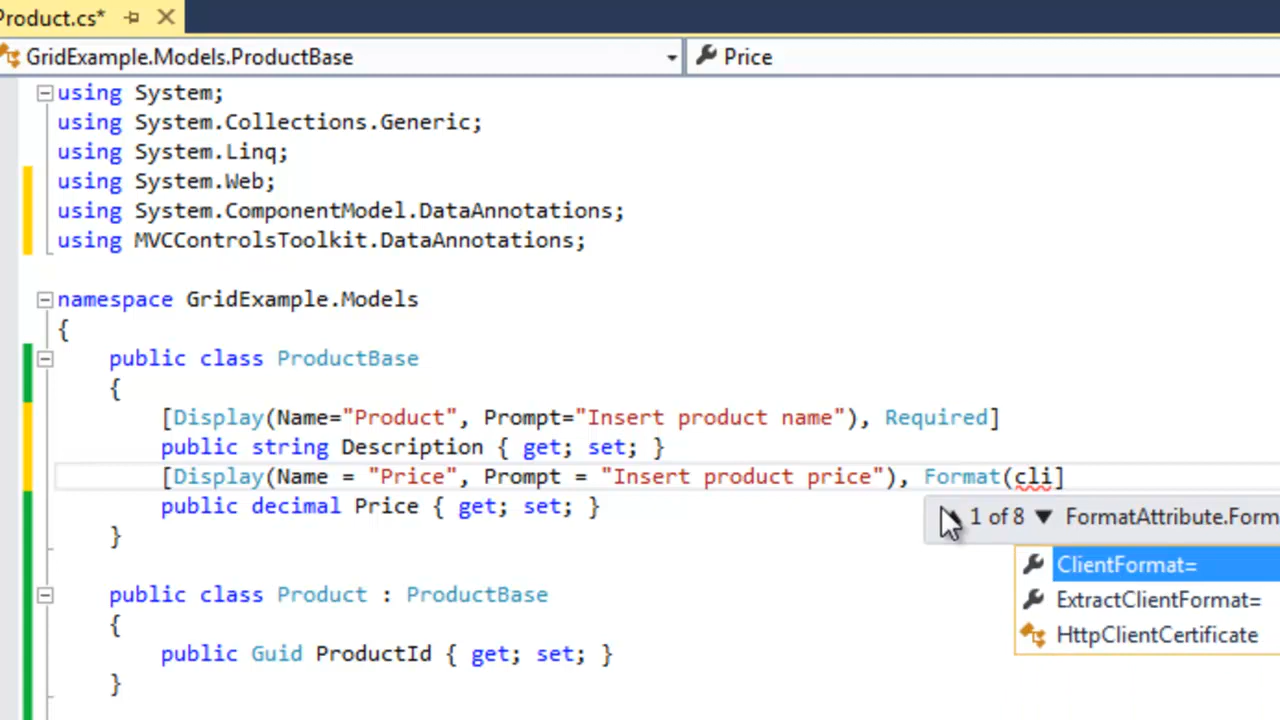 Product.cs*
GridExample.Models.ProductBase Price
using System;
using System.Collections.Generic;
using System.Linq;
using System.Web;
using System.ComponentModel.DataAnnotations;
using MVCControlsToolkit.DataAnnotations;
namespace GridExample.Models
{
public class ProductBase
{
[Display(Name="Product", Prompt="Insert product name"), Required]
public string Description { get; set; }
[Display(Name = "Price", Prompt = "Insert product price"), Format(cli]
public decimal Price { get; set; }
1 of 8 FormatAttribute.Form
}
ClientFormat=
public class Product : ProductBase
ExtractClientFormat=
{
HttpClientCertificate
public Guid ProductId { get; set; }
}